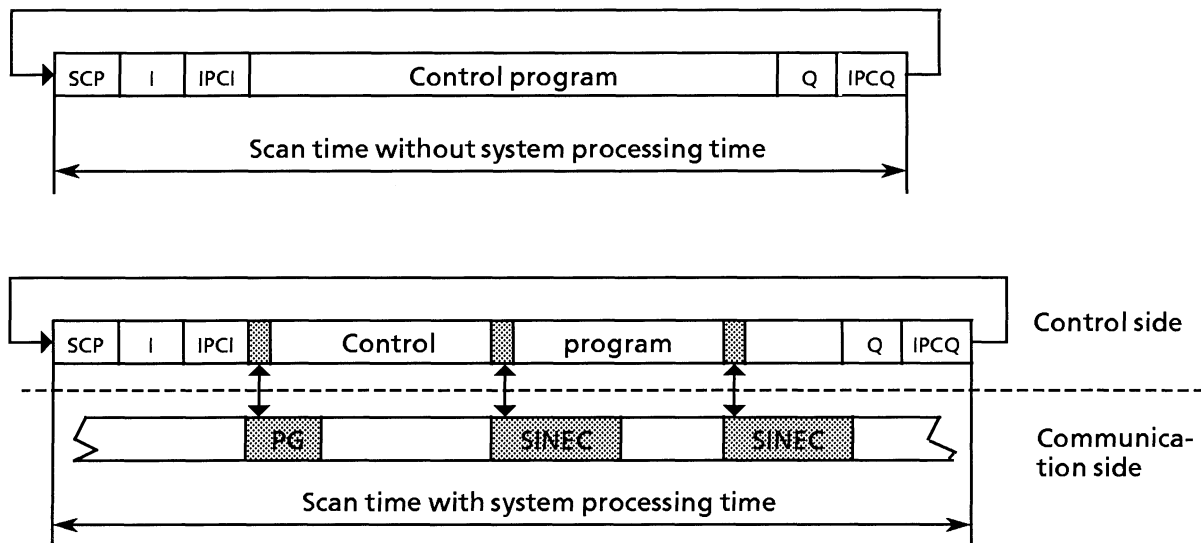 SCP I IPCI Control program Q IPCQ
Scan time without system processing time
SCP I IPCI Control program Q IPCQ
Control side
PG SINEC SINEC
Communica-
tion side
Scan time with system processing time